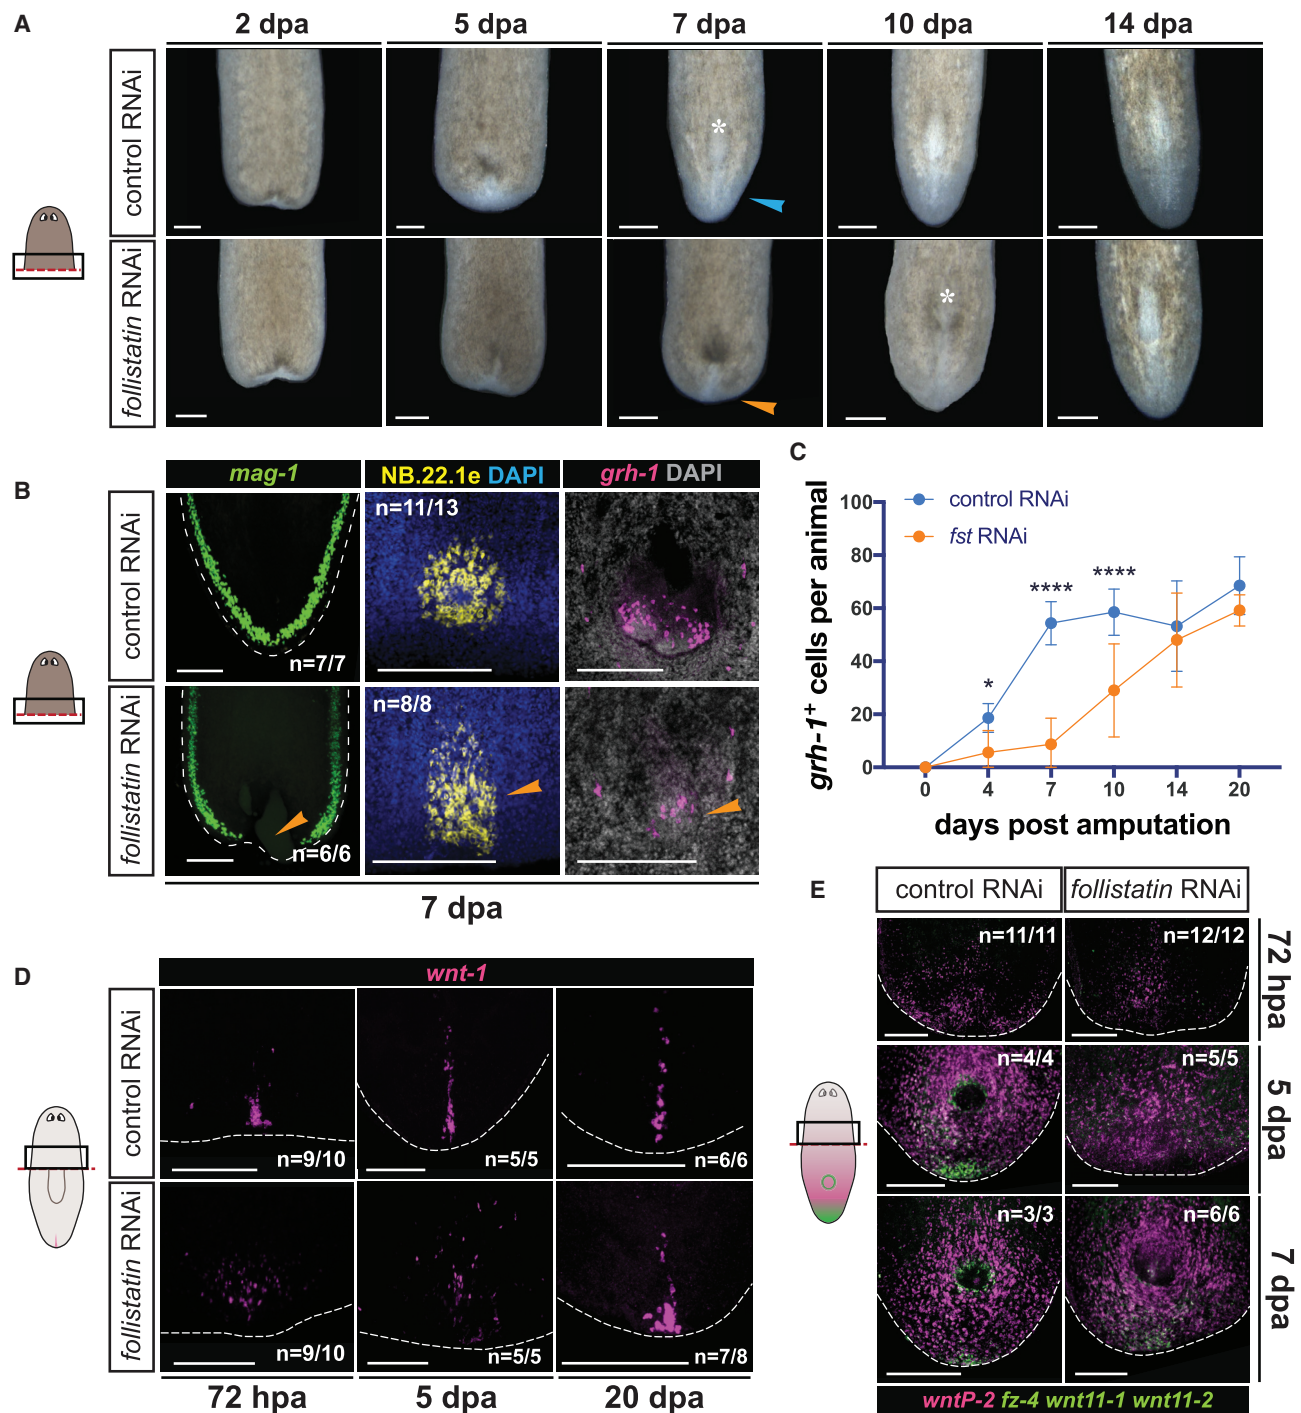 A
2 dpa
5 dpa
7 dpa
10 dpa
14 dpa
control RNAi
*
follistatin RNAi
*
B
mag-1
NB.22.1e DAPI
grh-1 DAPI
control RNAi
n=7/7
n=11/13
follistatin RNAi
n=6/6
n=8/8
7 dpa
C
grh-1+ cells per animal
100
80
60
40
20
0
control RNAi
fst RNAi
*
****
****
0
4
7
10
14
20
days post amputation
D
wnt-1
control RNAi
n=9/10
n=5/5
n=6/6
follistatin RNAi
n=9/10
n=5/5
n=7/8
72 hpa
5 dpa
20 dpa
E
control RNAi
follistatin RNAi
n=11/11
n=12/12
72 hpa
n=4/4
n=5/5
5 dpa
n=3/3
n=6/6
7 dpa
wntP-2 fz-4 wnt11-1 wnt11-2